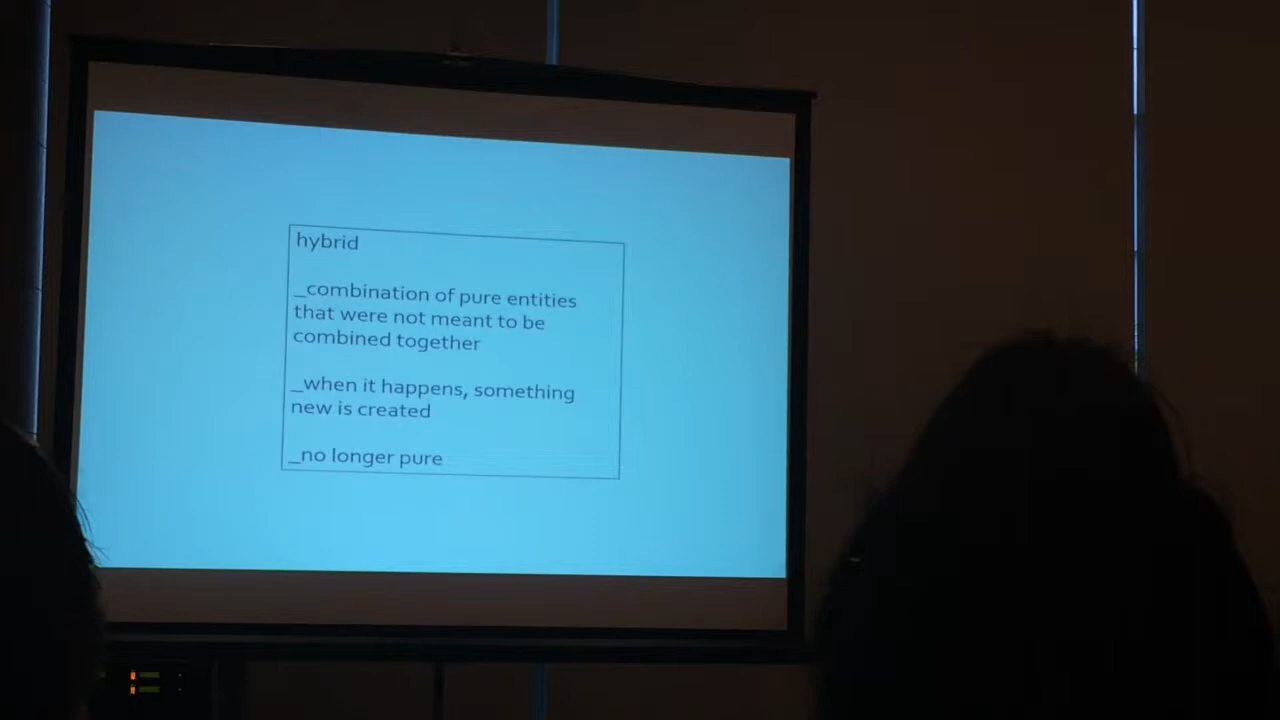 hybrid
_combination of pure entities
that were not meant to be
combined together
_when it happens, something
new is created
_no longer pure